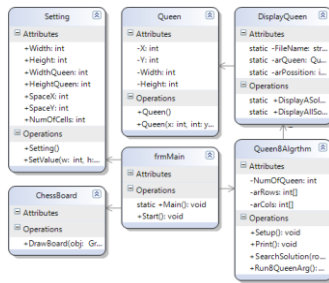 Setting
Attributes
+Width: int
+Height: int
+WidthQueen: int
+HeightQueen: int
+SpaceX: int
+SpaceY: int
+NumOfCells: int
Operations
+Setting()
+SetValue(w: int, h:...
Queen
Attributes
-X: int
-Y: int
-Width: int
-Height: int
Operations
+Queen()
+Queen(x: int, int: y...
DisplayQueen
Attributes
static -FileName: str...
static -arQueen: Qu...
static -arPossition: i...
Operations
static +DisplayASol...
static +DisplayAllSo...
ChessBoard
Attributes
Operations
+DrawBoard(obj: Gr...
frmMain
Attributes
Operations
static +Main(): void
+Start(): void
Queen8Algrthm
Attributes
-NumOfQueen: int
-arRows: int[]
-arCols: int[]
Operations
+Setup(): void
+Print(): void
+SearchSolution(ro...
+Run8QueenArg(): ...